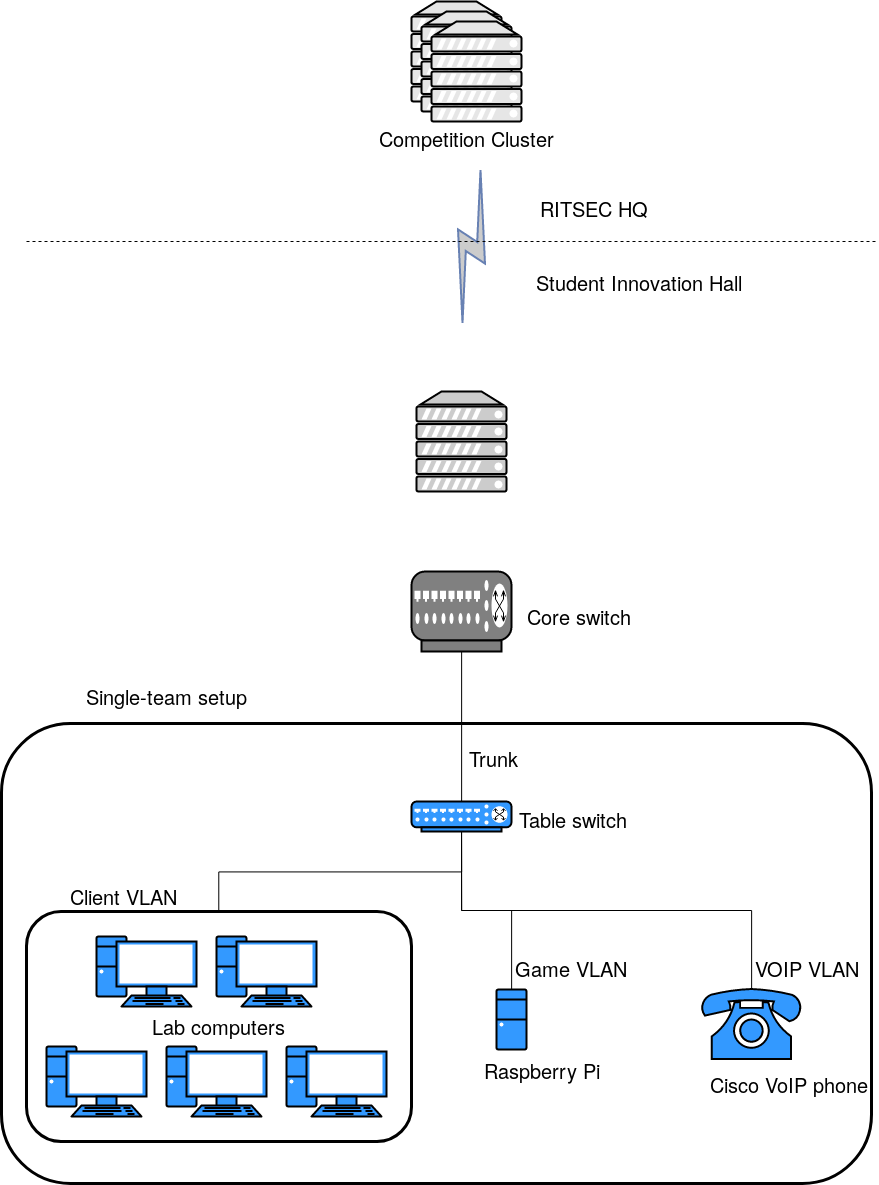 Competition Cluster
RITSEC HQ
Student Innovation Hall
Core switch
Single-team setup
Trunk
Table switch
Client VLAN
Game VLAN
VOIP VLAN
Lab computers
Raspberry Pi
Cisco VoIP phone